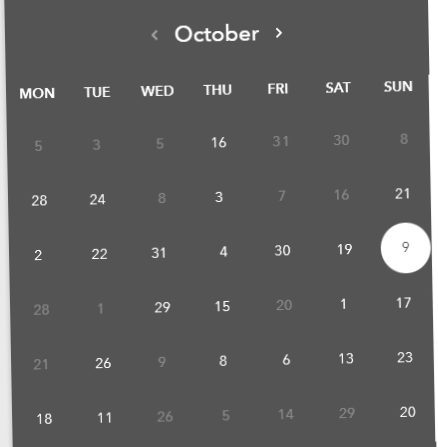 ‹ October ›
MON TUE WED THU FRI SAT SUN
5 3 5 16 31 30 8
28 24 8 3 7 16 21
2 22 31 4 30 19 9
28 1 29 15 20 1 17
21 26 9 8 6 13 23
18 11 26 5 14 29 20